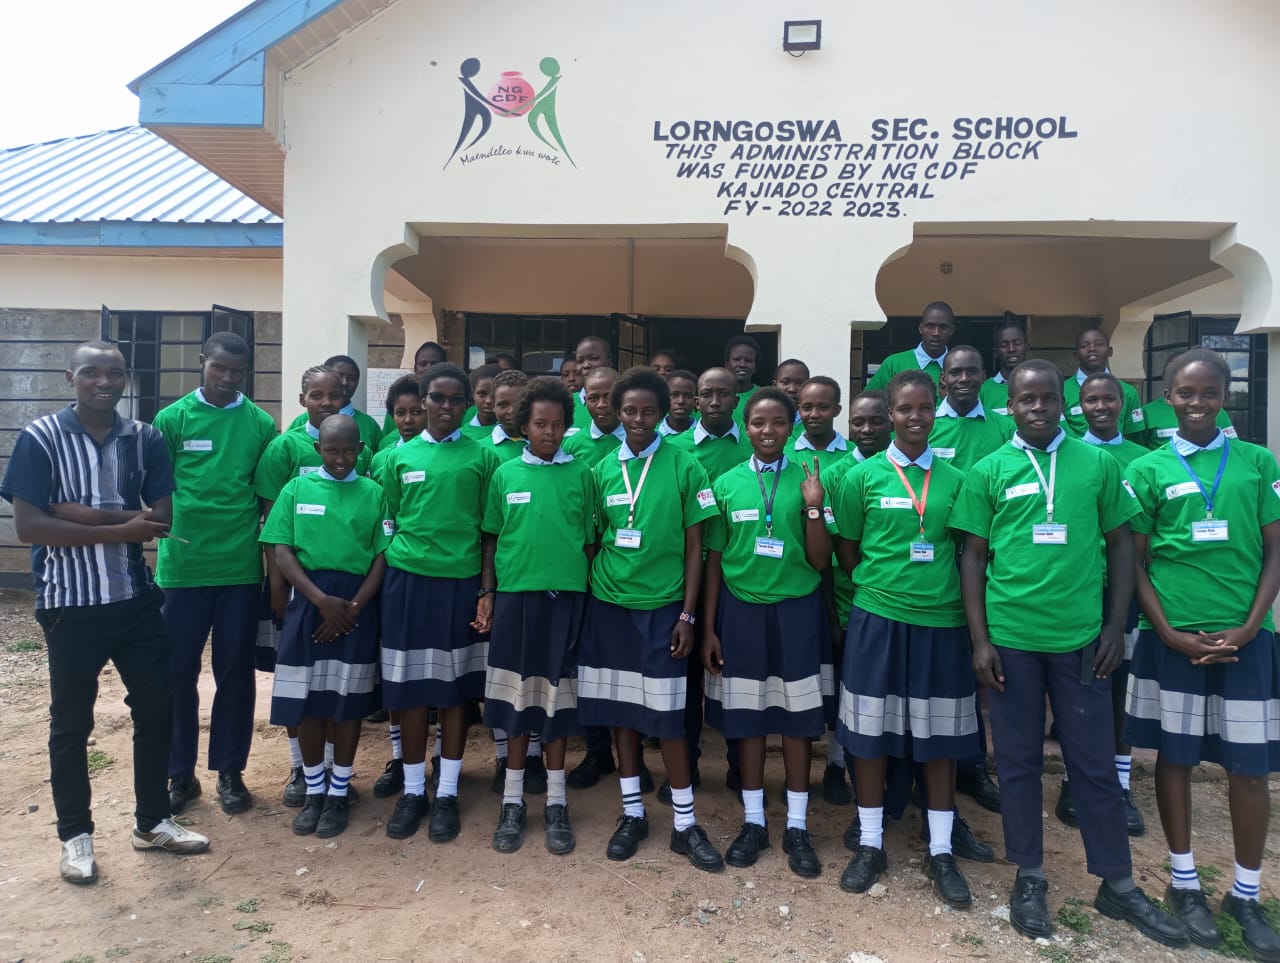 NG
CDF
Maendeleo kwa wote
LORNGOSWA SEC. SCHOOL
THIS ADMINISTRATION BLOCK
WAS FUNDED BY NG CDF
KAJIADO CENTRAL
FY - 2022 2023.